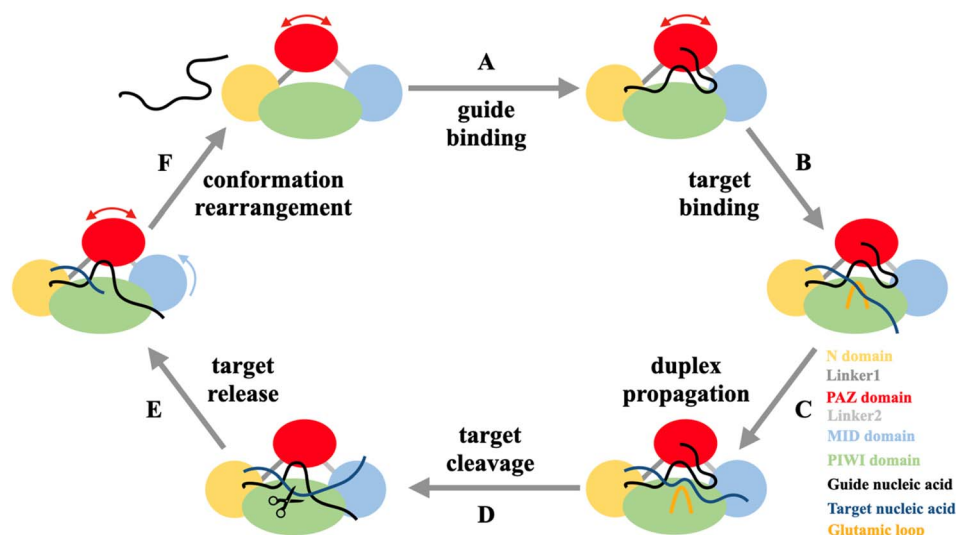 A
guide
binding
B
target
binding
C
duplex
propagation
D
target
cleavage
E
target
release
F
conformation
rearrangement
N domain
Linker1
PAZ domain
Linker2
MID domain
PIWI domain
Guide nucleic acid
Target nucleic acid
Glutamic loop